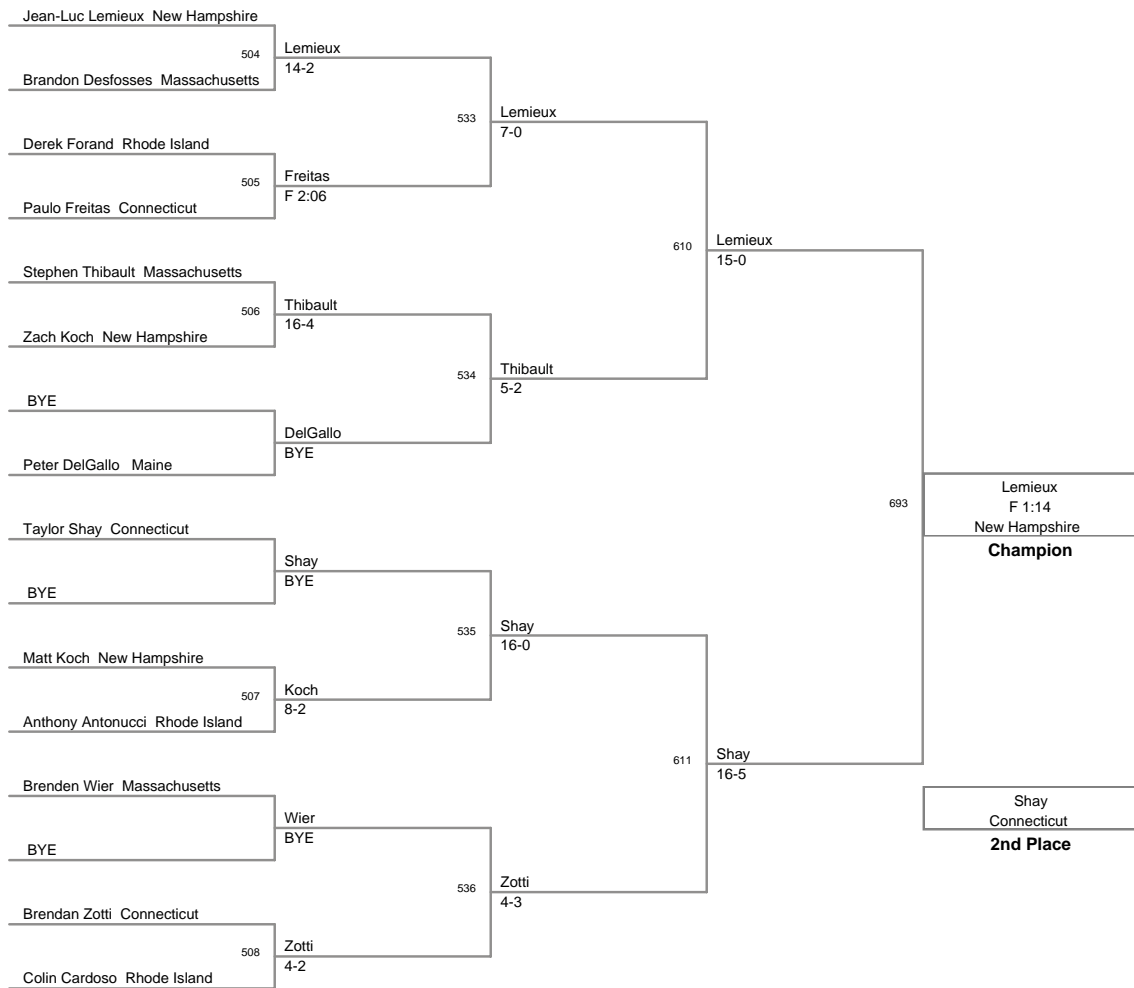 Jean-Luc Lemieux New Hampshire
504
Lemieux
14-2
Brandon Desfosses Massachusetts
533
Lemieux
7-0
Derek Forand Rhode Island
505
Freitas
F 2:06
Paulo Freitas Connecticut
610
Lemieux
15-0
Stephen Thibault Massachusetts
506
Thibault
16-4
Zach Koch New Hampshire
534
Thibault
5-2
BYE
DelGallo
BYE
Peter DelGallo Maine
693
Lemieux
F 1:14
New Hampshire
Champion
Taylor Shay Connecticut
Shay
BYE
BYE
535
Shay
16-0
Matt Koch New Hampshire
507
Koch
8-2
Anthony Antonucci Rhode Island
611
Shay
16-5
Brenden Wier Massachusetts
Wier
BYE
BYE
Shay
Connecticut
2nd Place
536
Zotti
4-3
Brendan Zotti Connecticut
508
Zotti
4-2
Colin Cardoso Rhode Island